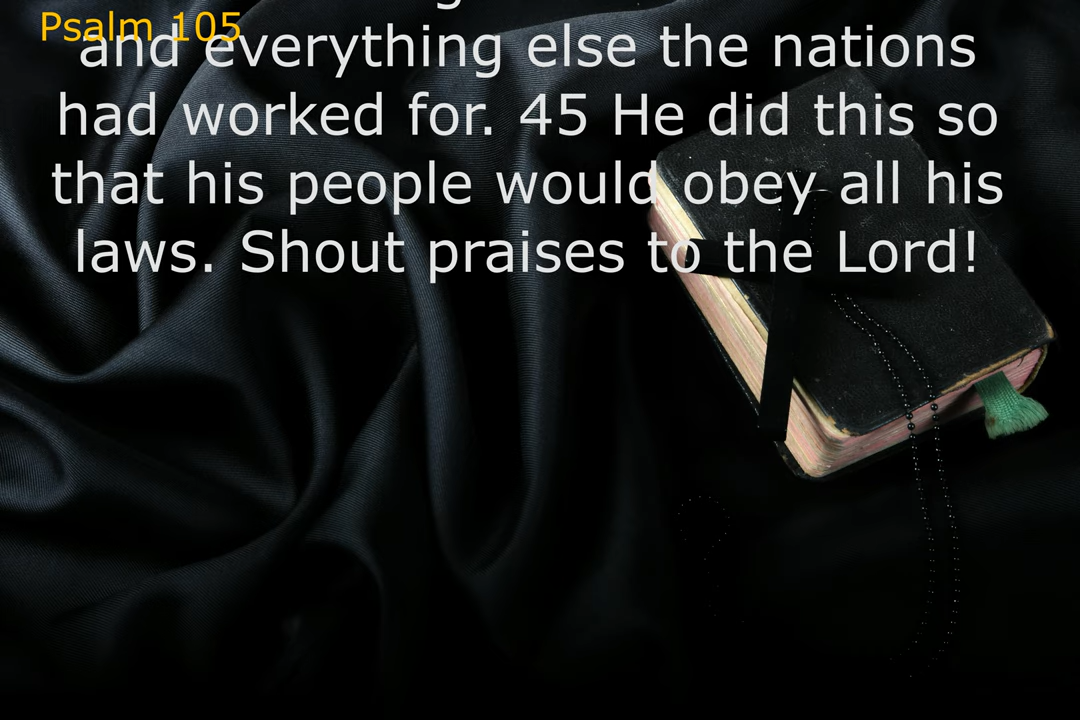 Psalm 105
and everything else the nations
had worked for. 45 He did this so
that his people would obey all his
laws. Shout praises to the Lord!